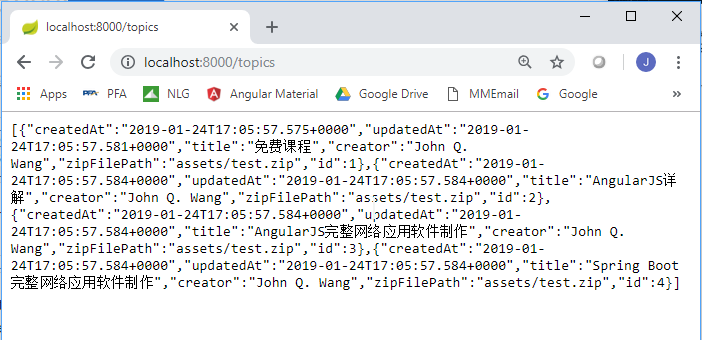 localhost:8000/topics
localhost:8000/topics
J
Apps PFA PFA NLG Angular Material Google Drive MMEmail Google »
[{"createdAt":"2019-01-24T17:05:57.575+0000","updatedAt":"2019-01-
24T17:05:57.581+0000","title":"免费课程","creator":"John Q.
Wang","zipFilePath":"assets/test.zip","id":1},{"createdAt":"2019-01-
24T17:05:57.584+0000","updatedAt":"2019-01-24T17:05:57.584+0000","title":"AngularJS详
解","creator":"John Q. Wang","zipFilePath":"assets/test.zip","id":2},
{"createdAt":"2019-01-24T17:05:57.584+0000","updatedAt":"2019-01-
24T17:05:57.584+0000","title":"AngularJS完整网络应用软件制作","creator":"John Q.
Wang","zipFilePath":"assets/test.zip","id":3},{"createdAt":"2019-01-
24T17:05:57.584+0000","updatedAt":"2019-01-24T17:05:57.584+0000","title":"Spring Boot
完整网络应用软件制作","creator":"John Q. Wang","zipFilePath":"assets/test.zip","id":4}]